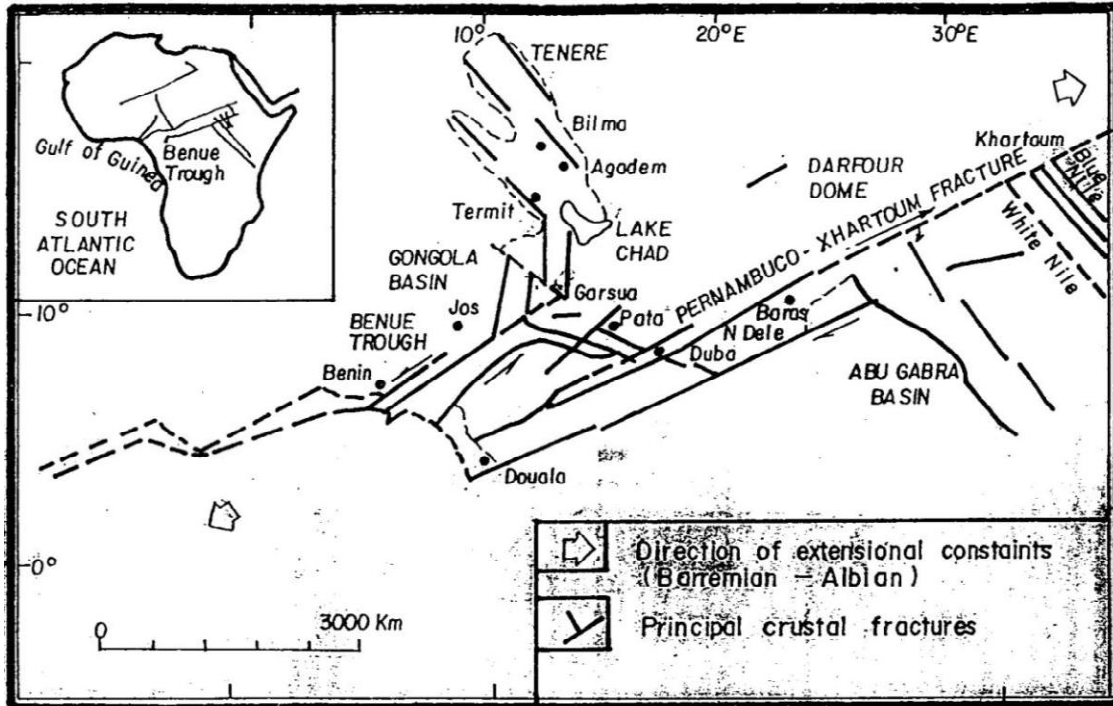 10°
20°E
30°E
TENERE
Bilma
Agadem
Khartoum
Blue
Nile
Gulf of Guinea
Benue
Trough
DARFOUR
DOME
Termit
LAKE
CHAD
White Nile
SOUTH
ATLANTIC
OCEAN
GONGOLA
BASIN
PERNAMBUCO-XHARTOUM FRACTURE
10°
Jos
Garsua
Pata
Baras
N Dele
BENUE
TROUGH
Duba
Benin
ABU GABRA
BASIN
Douala
0°
Direction of extensional constaints
(Barremian – Albian)
0
3000 Km
Principal crustal fractures